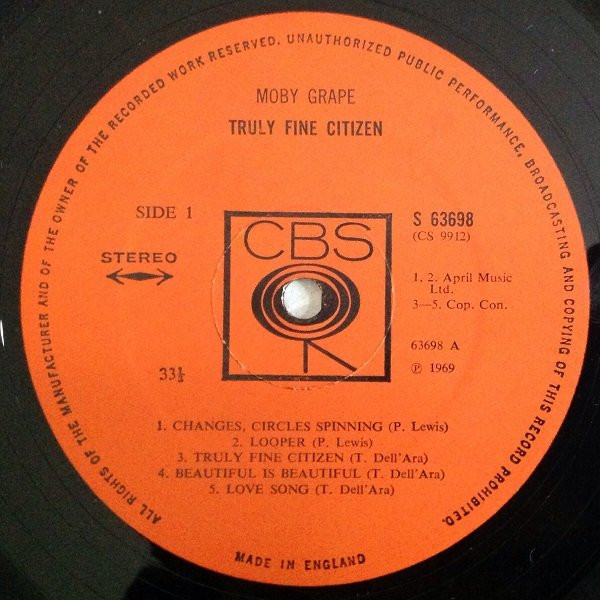 ALL RIGHTS OF THE MANUFACTURER AND OF THE OWNER OF THE RECORDED WORK RESERVED. UNAUTHORIZED PUBLIC PERFORMANCE, BROADCASTING AND COPYING OF THIS RECORD PROHIBITED.
MOBY GRAPE
TRULY FINE CITIZEN
SIDE 1
S 63698
(CS 9912)
CBS
STEREO
1. 2. April Music
Ltd.
3—5. Cop. Con.
33⅓
63698 A
℗ 1969
1. CHANGES, CIRCLES SPINNING (P. Lewis)
2. LOOPER (P. Lewis)
3. TRULY FINE CITIZEN (T. Dell'Ara)
4. BEAUTIFUL IS BEAUTIFUL (T. Dell'Ara)
5. LOVE SONG (T. Dell'Ara)
MADE IN ENGLAND